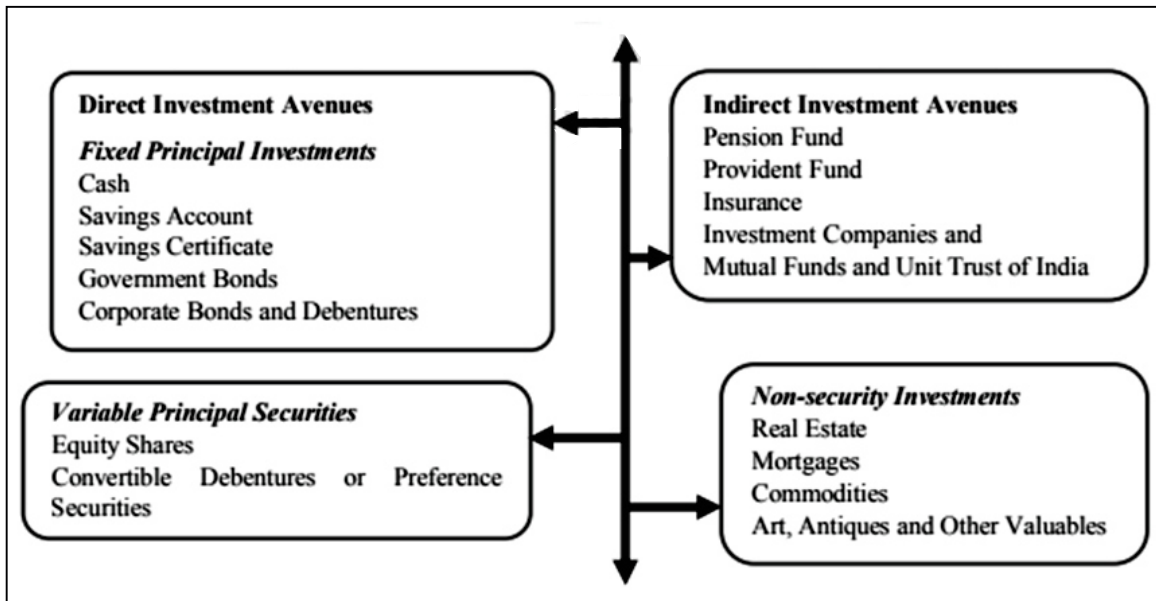 Direct Investment Avenues
Fixed Principal Investments
Cash
Savings Account
Savings Certificate
Government Bonds
Corporate Bonds and Debentures
Indirect Investment Avenues
Pension Fund
Provident Fund
Insurance
Investment Companies and
Mutual Funds and Unit Trust of India
Variable Principal Securities
Equity Shares
Convertible Debentures or Preference
Securities
Non-security Investments
Real Estate
Mortgages
Commodities
Art, Antiques and Other Valuables